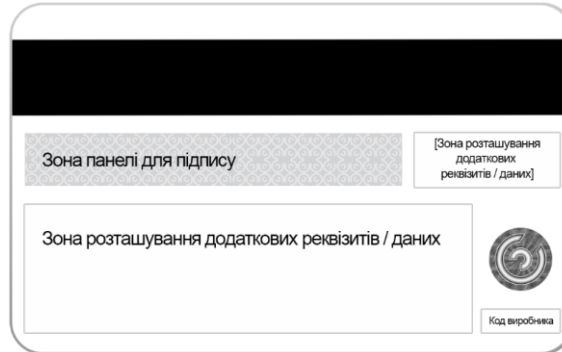 Зона панелі для підпису
[Зона розташування
додаткових
реквізитів / даних]
Зона розташування додаткових реквізитів / даних
Код виробника